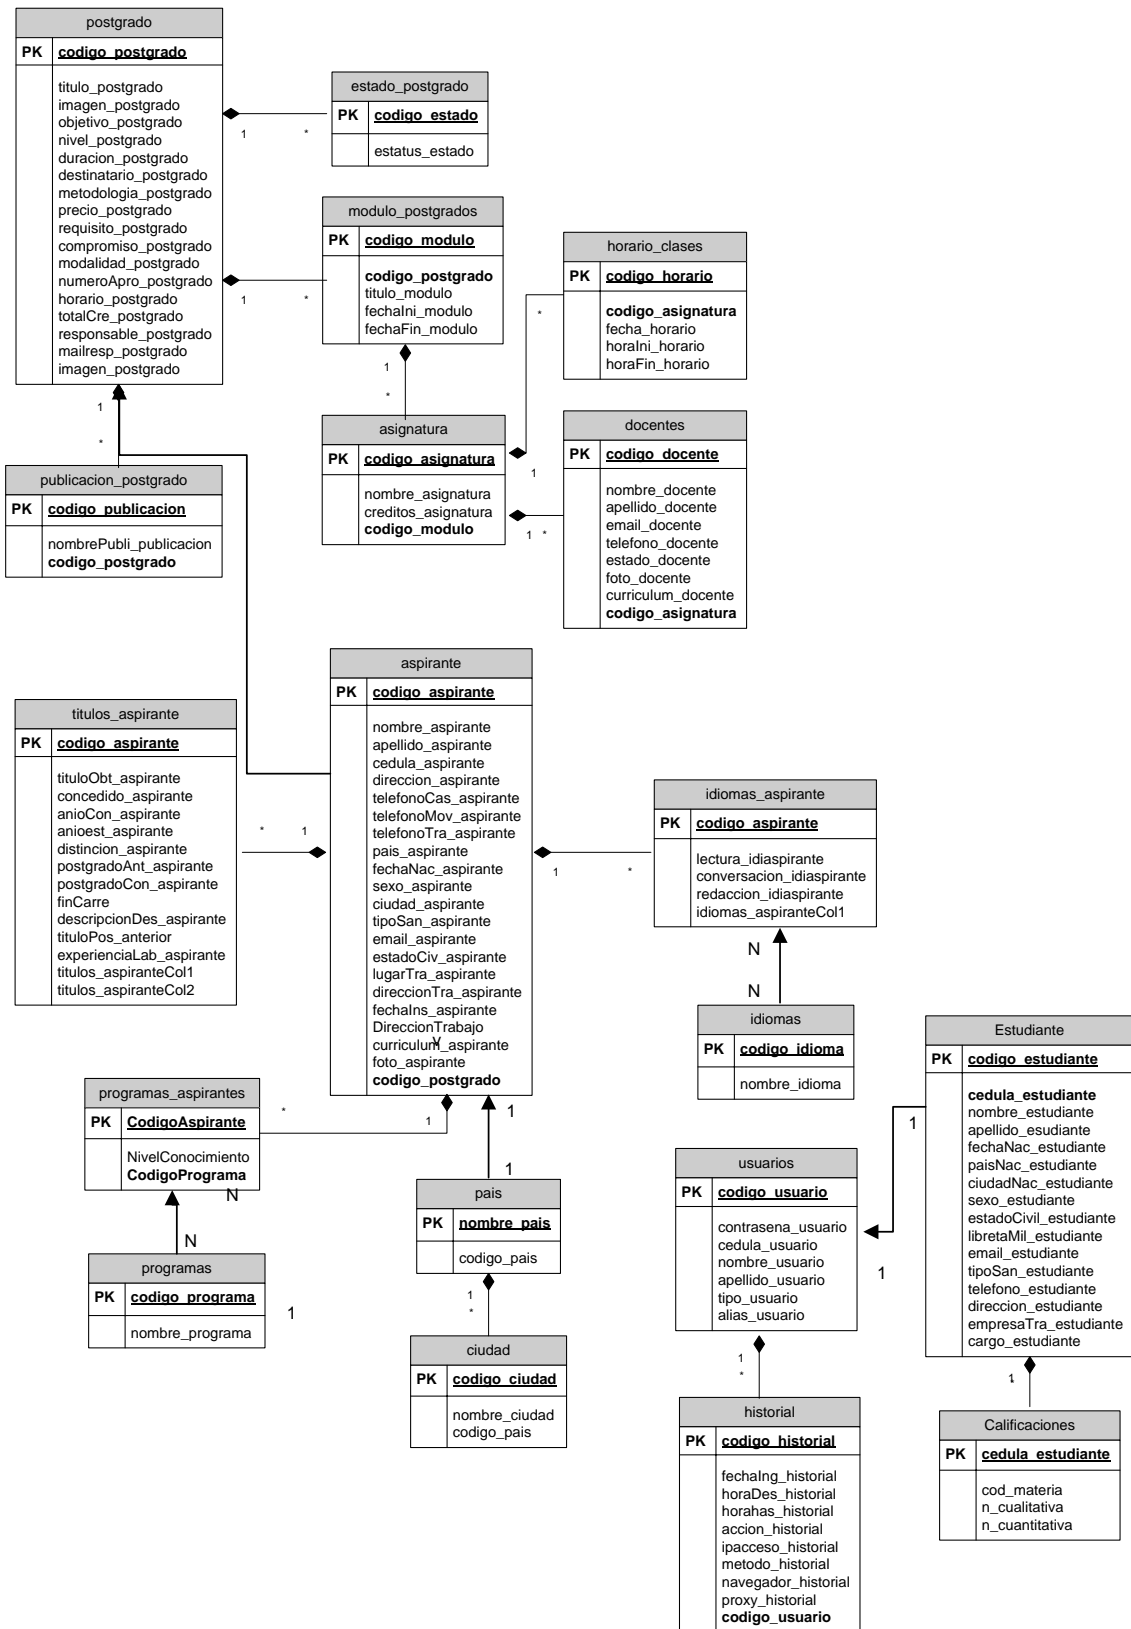 postgrado
PK codigo_postgrado
titulo_postgrado
imagen_postgrado
objetivo_postgrado
nivel_postgrado
duracion_postgrado
destinatario_postgrado
metodologia_postgrado
precio_postgrado
requisito_postgrado
compromiso_postgrado
modalidad_postgrado
numeroApro_postgrado
horario_postgrado
totalCre_postgrado
responsable_postgrado
mailresp_postgrado
imagen_postgrado
1
*
estado_postgrado
PK codigo_estado
estatus_estado
1
*
modulo_postgrados
PK codigo_modulo
codigo_postgrado
titulo_modulo
fechaIni_modulo
fechaFin_modulo
1
*
horario_clases
PK codigo_horario
codigo_asignatura
fecha_horario
horaIni_horario
horaFin_horario
*
1
asignatura
PK codigo_asignatura
nombre_asignatura
creditos_asignatura
codigo_modulo
1
*
docentes
PK codigo_docente
nombre_docente
apellido_docente
email_docente
telefono_docente
estado_docente
foto_docente
curriculum_docente
codigo_asignatura
1 *
1
*
publicacion_postgrado
PK codigo_publicacion
nombrePubli_publicacion
codigo_postgrado
aspirante
PK codigo_aspirante
nombre_aspirante
apellido_aspirante
cedula_aspirante
direccion_aspirante
telefonoCas_aspirante
telefonoMov_aspirante
telefonoTra_aspirante
pais_aspirante
fechaNac_aspirante
sexo_aspirante
ciudad_aspirante
tipoSan_aspirante
email_aspirante
estadoCiv_aspirante
lugarTra_aspirante
direccionTra_aspirante
fechaIns_aspirante
DireccionTrabajo
curriculum_aspirante
v
foto_aspirante
codigo_postgrado
titulos_aspirante
PK codigo_aspirante
tituloObt_aspirante
concedido_aspirante
anioCon_aspirante
anioest_aspirante
distincion_aspirante
postgradoAnt_aspirante
postgradoCon_aspirante
finCarre
descripcionDes_aspirante
tituloPos_anterior
experienciaLab_aspirante
titulos_aspiranteCol1
titulos_aspiranteCol2
* 1
idiomas_aspirante
PK codigo_aspirante
lectura_idiaspirante
conversacion_idiaspirante
redaccion_idiaspirante
idiomas_aspiranteCol1
1
*
N
N
idiomas
PK codigo_idioma
nombre_idioma
Estudiante
PK codigo_estudiante
cedula_estudiante
nombre_estudiante
apellido_esudiante
fechaNac_estudiante
paisNac_estudiante
ciudadNac_estudiante
sexo_estudiante
estadoCivil_estudiante
libretaMil_estudiante
email_estudiante
tipoSan_estudiante
telefono_estudiante
direccion_estudiante
empresaTra_estudiante
cargo_estudiante
1
1
programas_aspirantes
PK CodigoAspirante
NivelConocimiento
CodigoPrograma
*
1
N
N
programas
PK codigo_programa
nombre_programa
1
1
1
pais
PK nombre_pais
codigo_pais
1
*
ciudad
PK codigo_ciudad
nombre_ciudad
codigo_pais
usuarios
PK codigo_usuario
contrasena_usuario
cedula_usuario
nombre_usuario
apellido_usuario
tipo_usuario
alias_usuario
1
*
historial
PK codigo_historial
fechaIng_historial
horaDes_historial
horahas_historial
accion_historial
ipacceso_historial
metodo_historial
navegador_historial
proxy_historial
codigo_usuario
1
*
Calificaciones
PK cedula_estudiante
cod_materia
n_cualitativa
n_cuantitativa